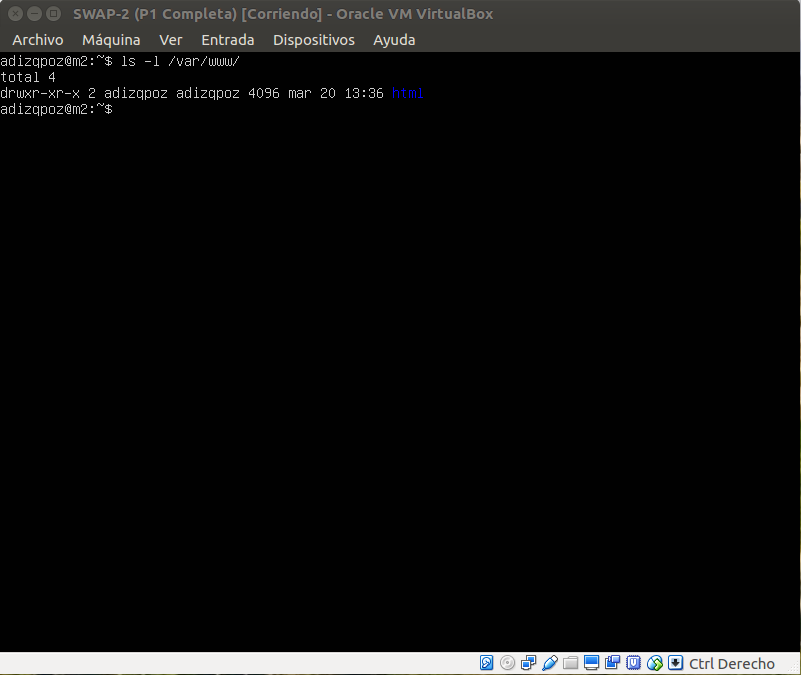 SWAP-2 (P1 Completa) [Corriendo] - Oracle VM VirtualBox
Archivo Máquina Ver Entrada Dispositivos Ayuda
adizqpoz@m2:~$ ls -l /var/www/
total 4
drwxr-xr-x 2 adizqpoz adizqpoz 4096 mar 20 13:36 html
adizqpoz@m2:~$
Ctrl Derecho